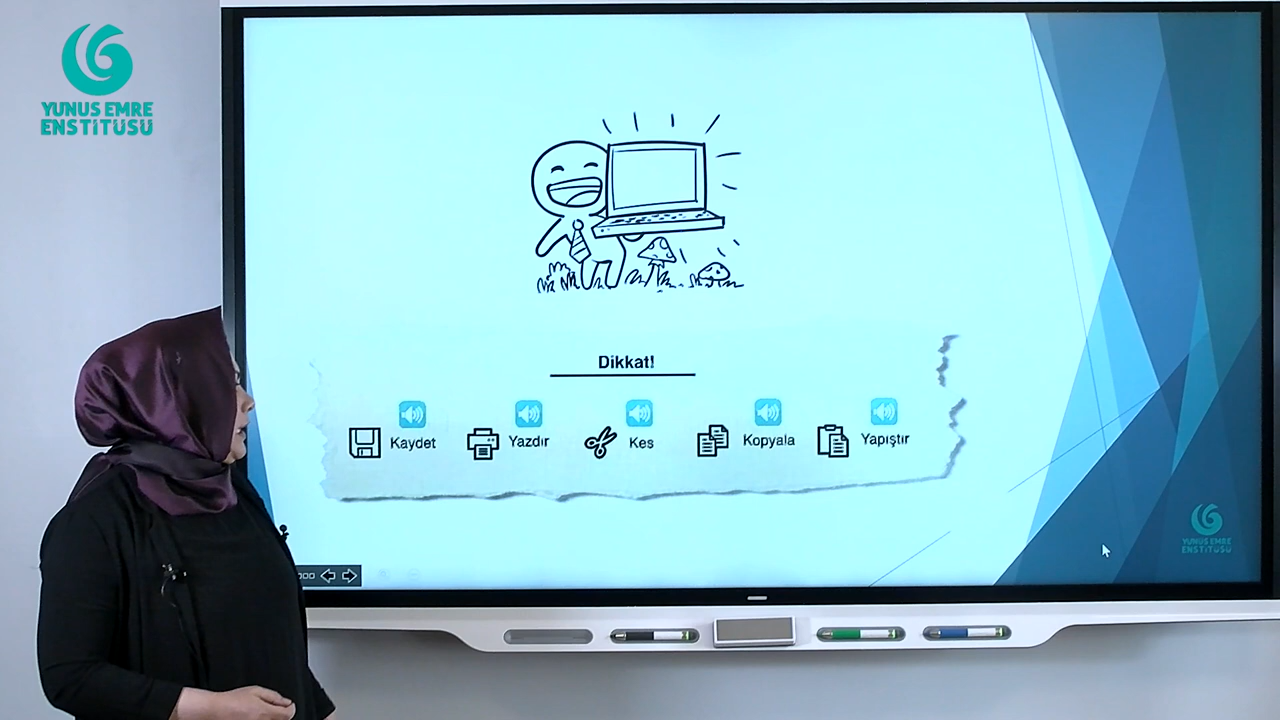 YUNUS EMRE
ENSTİTÜSÜ
Dikkat!
Kaydet
Yazdır
Kes
Kopyala
Yapıştır
YUNUS EMRE
ENSTİTÜSÜ